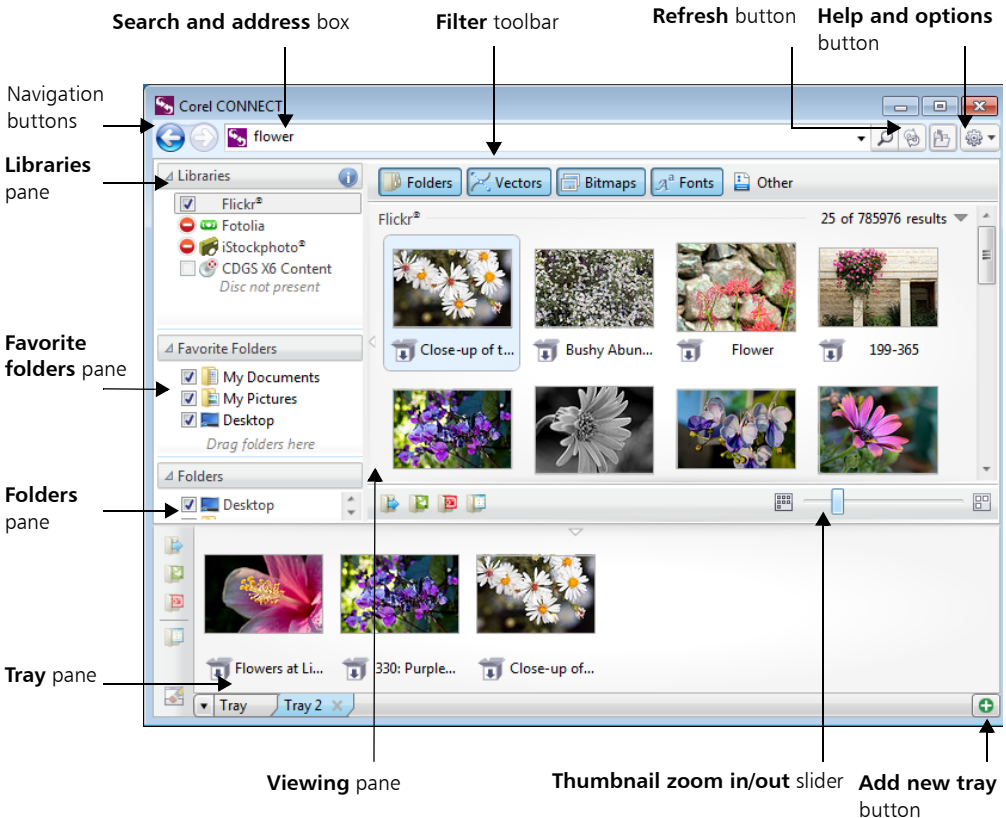 Search and address box
Filter toolbar
Refresh button
Help and options
button
Navigation
buttons
Corel CONNECT
flower
Libraries
pane
Libraries
Folders
Vectors
Bitmaps
Fonts
Other
Flickr®
Fotolia
iStockphoto®
CDGS X6 Content
Disc not present
Flickr®
25 of 785976 results
Close-up of t...
Bushy Abun...
Flower
199-365
Favorite
folders pane
Favorite Folders
My Documents
My Pictures
Desktop
Drag folders here
Folders
pane
Folders
Desktop
Flowers at Li...
330: Purple...
Close-up of...
Tray pane
Tray
Tray 2
Viewing pane
Thumbnail zoom in/out slider
Add new tray
button